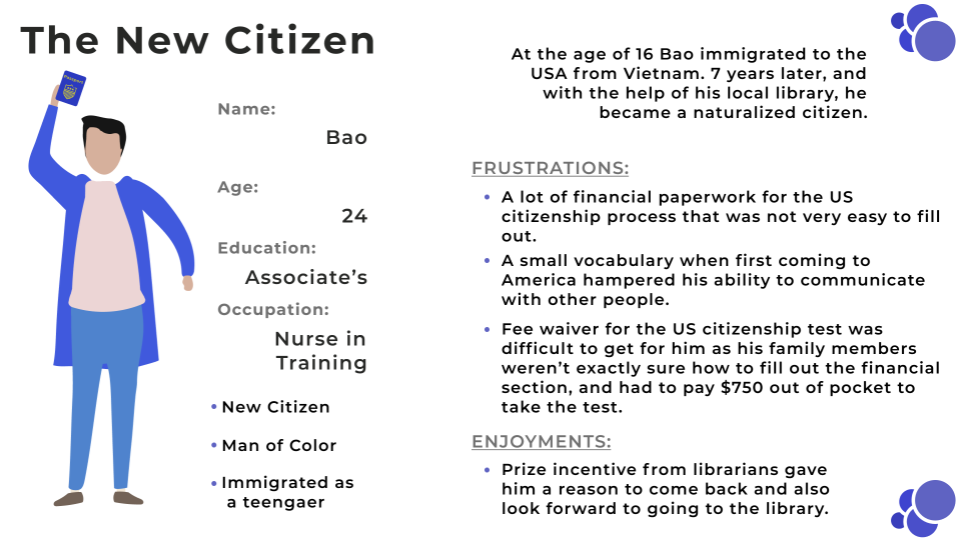 The New Citizen
Passport
Name:
Bao
Age:
24
Education:
Associate’s
Occupation:
Nurse in
Training
• New Citizen
• Man of Color
• Immigrated as
a teengaer
At the age of 16 Bao immigrated to the
USA from Vietnam. 7 years later, and
with the help of his local library, he
became a naturalized citizen.
FRUSTRATIONS:
• A lot of financial paperwork for the US
citizenship process that was not very easy to fill
out.
• A small vocabulary when first coming to
America hampered his ability to communicate
with other people.
• Fee waiver for the US citizenship test was
difficult to get for him as his family members
weren’t exactly sure how to fill out the financial
section, and had to pay $750 out of pocket to
take the test.
ENJOYMENTS:
• Prize incentive from librarians gave
him a reason to come back and also
look forward to going to the library.